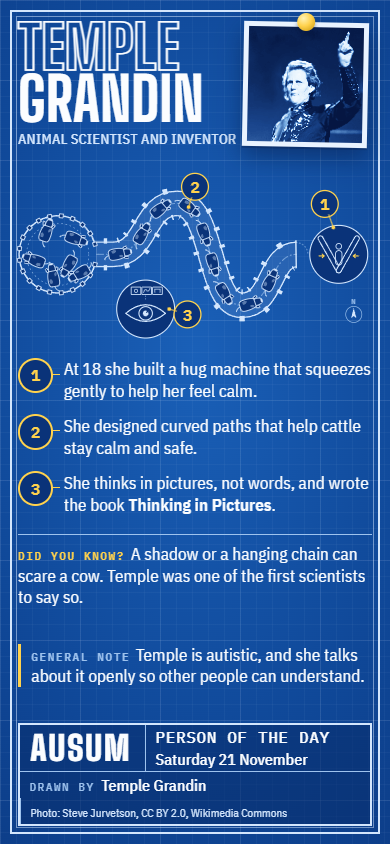 TEMPLE
GRANDIN
ANIMAL SCIENTIST AND INVENTOR
2
1
3
N
1 At 18 she built a hug machine that squeezes
gently to help her feel calm.
2 She designed curved paths that help cattle
stay calm and safe.
3 She thinks in pictures, not words, and wrote
the book Thinking in Pictures.
DID YOU KNOW? A shadow or a hanging chain can
scare a cow. Temple was one of the first scientists
to say so.
GENERAL NOTE Temple is autistic, and she talks
about it openly so other people can understand.
AUSUM
PERSON OF THE DAY
Saturday 21 November
DRAWN BY Temple Grandin
Photo: Steve Jurvetson, CC BY 2.0, Wikimedia Commons